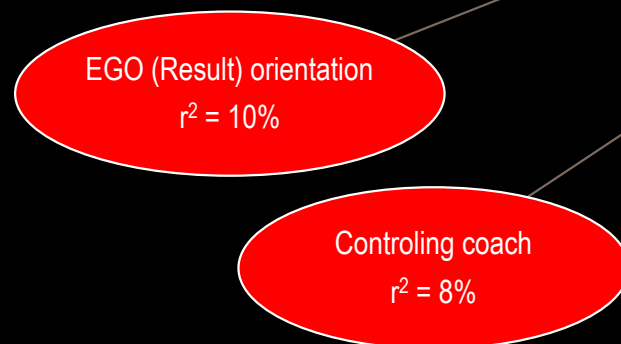 EGO (Result) orientation
r² = 10%
Controling coach
r² = 8%